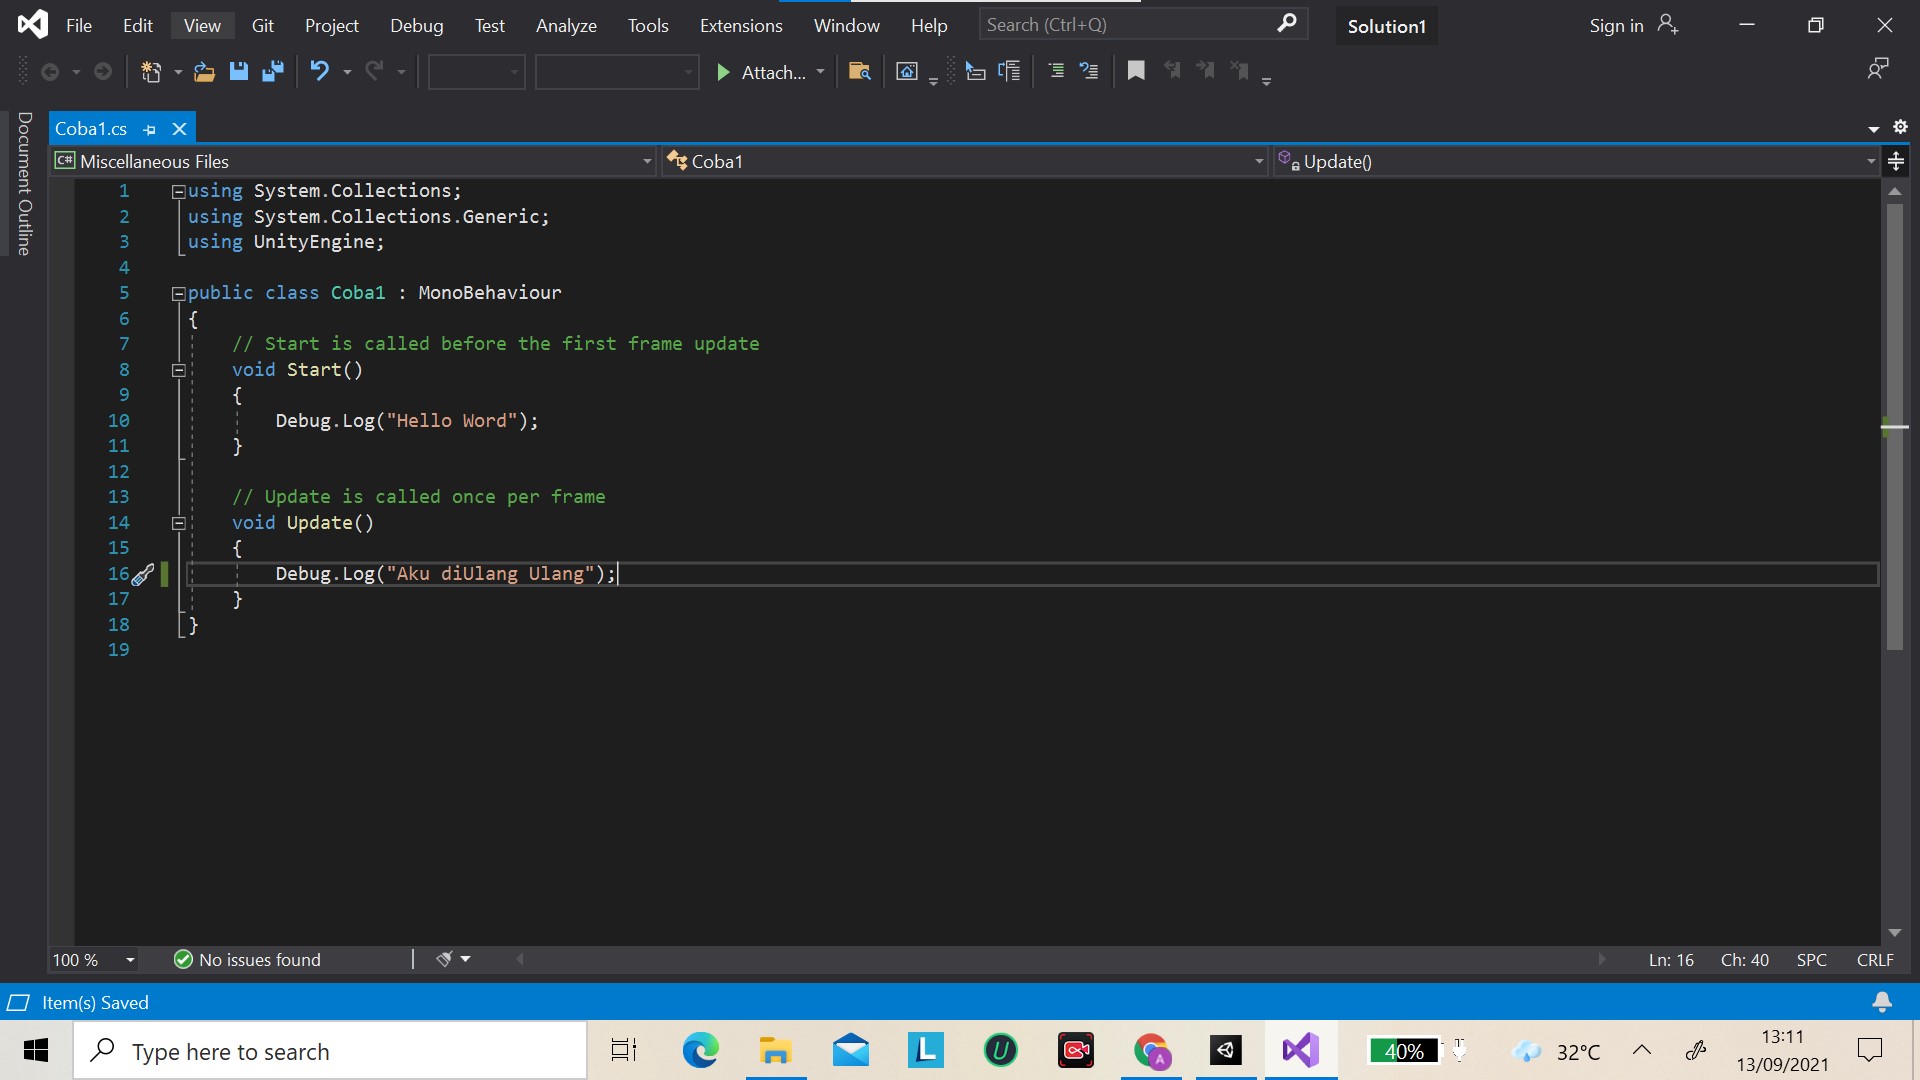 File Edit View Git Project Debug Test Analyze Tools Extensions Window Help Search (Ctrl+Q) Solution1 Sign in
Attach...
Document Outline
Coba1.cs
C# Miscellaneous Files Coba1 Update()
1 using System.Collections;
2 using System.Collections.Generic;
3 using UnityEngine;
4
5 public class Coba1 : MonoBehaviour
6 {
7 // Start is called before the first frame update
8 void Start()
9 {
10 Debug.Log("Hello Word");
11 }
12
13 // Update is called once per frame
14 void Update()
15 {
16 Debug.Log("Aku diUlang Ulang");
17 }
18 }
19
100 % No issues found Ln: 16 Ch: 40 SPC CRLF
Item(s) Saved
Type here to search L U A 40% 32°C 13:11
13/09/2021